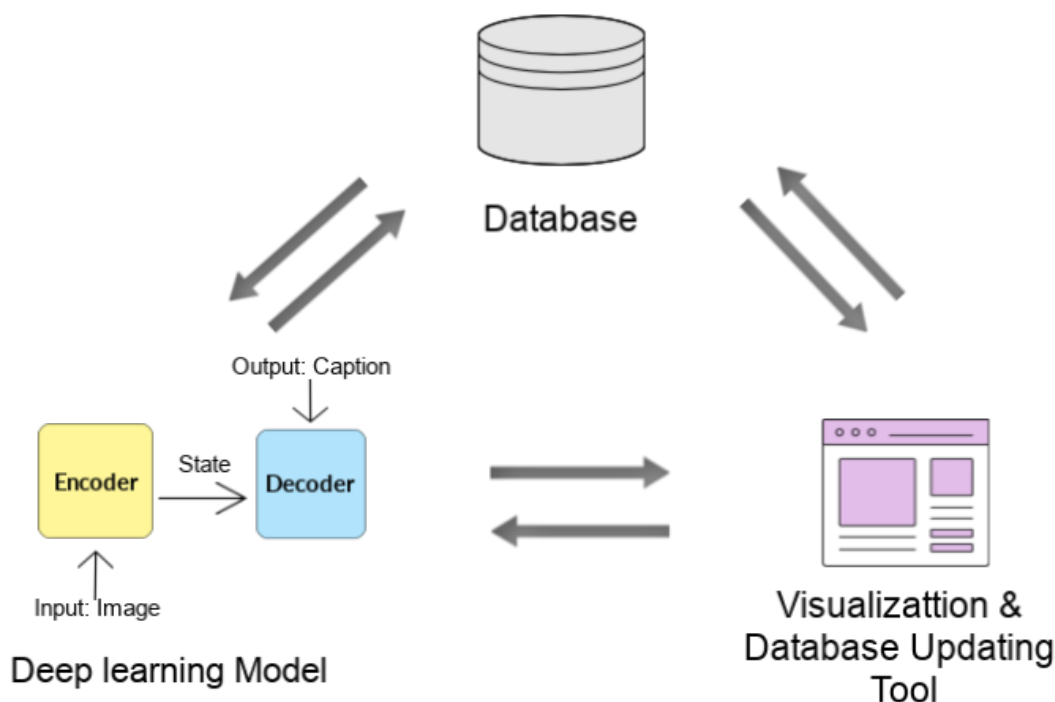 Database
Output: Caption
Encoder
State
Decoder
Input: Image
Deep learning Model
Visualizattion &
Database Updating
Tool